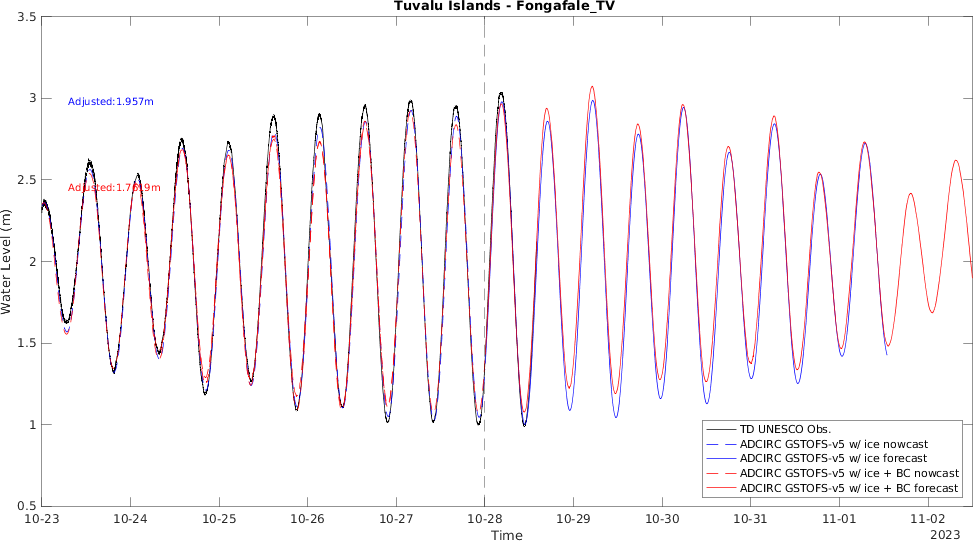 Tuvalu Islands - Fongafale_TV
3.5
3
2.5
2
1.5
1
0.5
Water Level (m)
Adjusted:1.957m
TD UNESCO Obs.
ADCIRC GSTOFS-v5 w/ ice nowcast
ADCIRC GSTOFS-v5 w/ ice forecast
ADCIRC GSTOFS-v5 w/ ice + BC nowcast
ADCIRC GSTOFS-v5 w/ ice + BC forecast
10-23 10-24 10-25 10-26 10-27 10-28 10-29 10-30 10-31 11-01 11-02
Time
2023